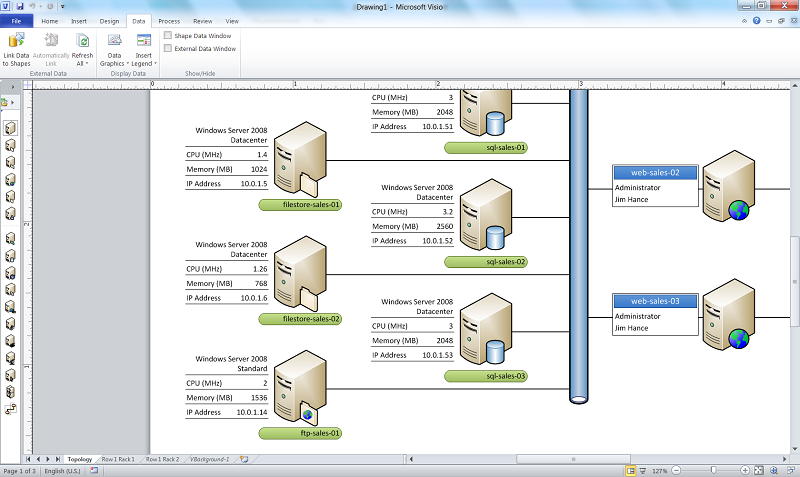 Drawing1 - Microsoft Visio
File Home Insert Design Data Process Review View
Link Data to Shapes
Automatically Link
Refresh All
External Data
Data Graphics
Insert Legend
Display Data
Shape Data Window
External Data Window
Show/Hide
0 1 2 3 4
2
1
CPU (MHz) 3
Memory (MB) 2048
IP Address 10.0.1.51
sql-sales-01
Windows Server 2008
Datacenter
CPU (MHz) 1.4
Memory (MB) 1024
IP Address 10.0.1.5
filestore-sales-01
web-sales-02
Administrator
Jim Hance
Windows Server 2008
Datacenter
CPU (MHz) 3.2
Memory (MB) 2560
IP Address 10.0.1.52
sql-sales-02
Windows Server 2008
Datacenter
CPU (MHz) 1.26
Memory (MB) 768
IP Address 10.0.1.6
filestore-sales-02
web-sales-03
Administrator
Jim Hance
Windows Server 2008
Datacenter
CPU (MHz) 3
Memory (MB) 2048
IP Address 10.0.1.53
sql-sales-03
Windows Server 2008
Standard
CPU (MHz) 2
Memory (MB) 1536
IP Address 10.0.1.14
ftp-sales-01
Topology Row 1 Rack 1 Row 1 Rack 2 VBackground-1
Page 1 of 3 English (U.S.) 127%